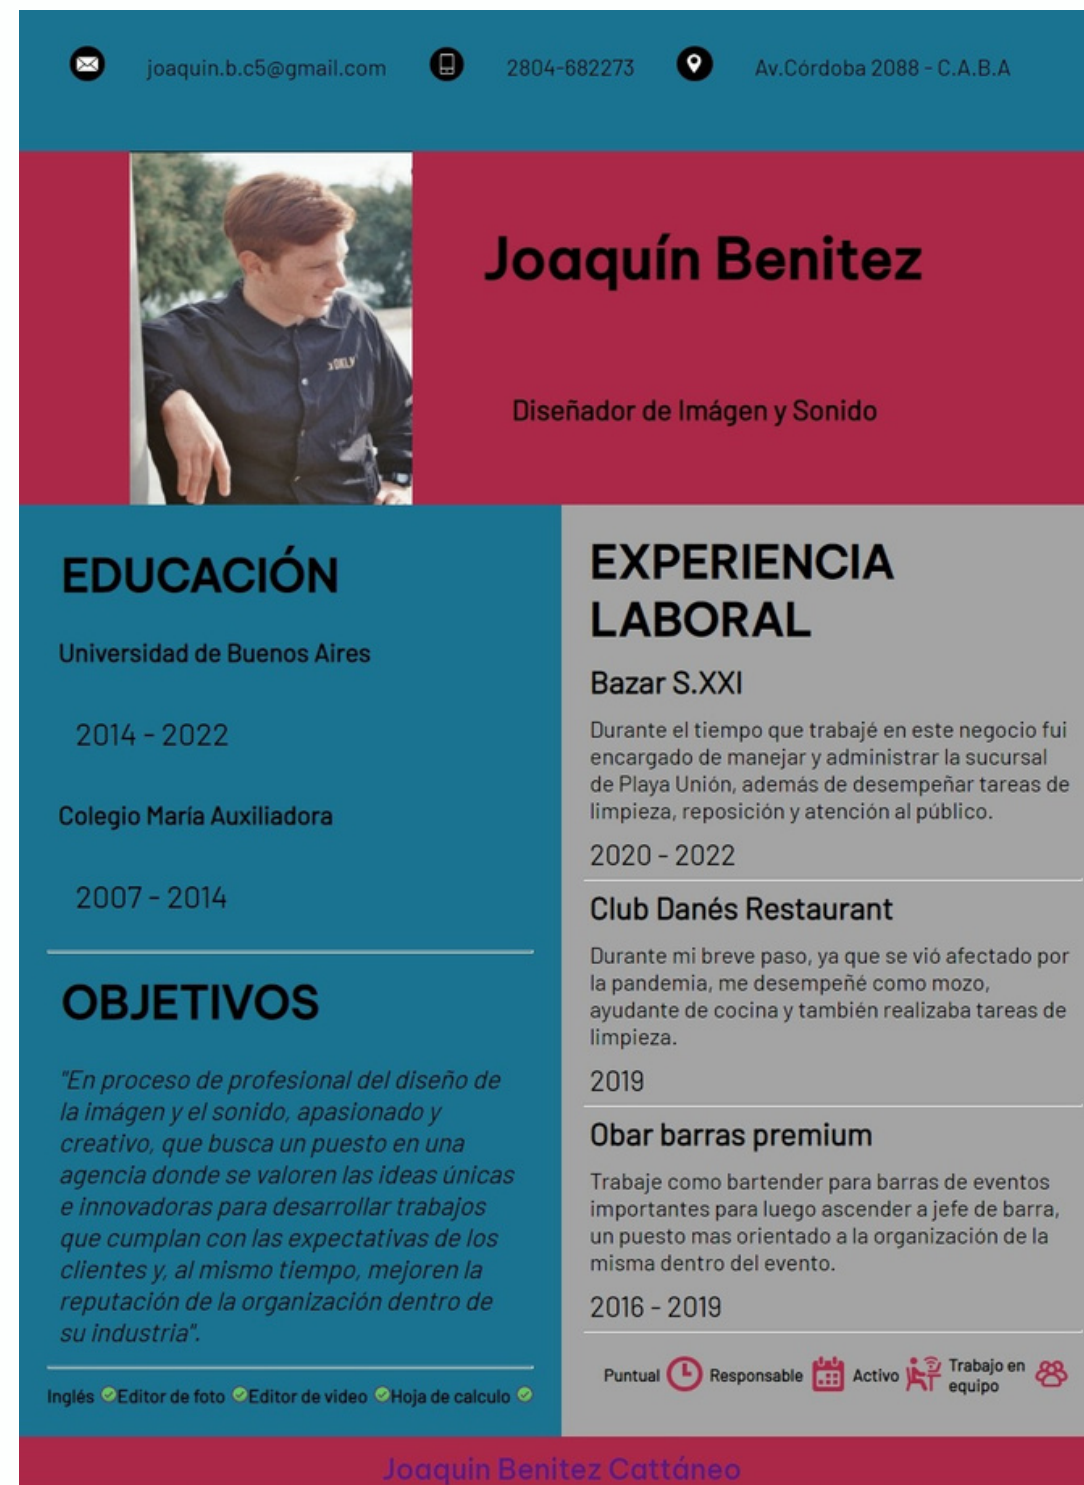 joaquin.b.c5@gmail.com
2804-682273
Av.Córdoba 2088 - C.A.B.A
Joaquín Benitez
Diseñador de Imágen y Sonido
EDUCACIÓN
Universidad de Buenos Aires
2014 - 2022
Colegio María Auxiliadora
2007 - 2014
OBJETIVOS
"En proceso de profesional del diseño de
la imágen y el sonido, apasionado y
creativo, que busca un puesto en una
agencia donde se valoren las ideas únicas
e innovadoras para desarrollar trabajos
que cumplan con las expectativas de los
clientes y, al mismo tiempo, mejoren la
reputación de la organización dentro de
su industria".
Inglés Editor de foto Editor de video Hoja de calculo
EXPERIENCIA
LABORAL
Bazar S.XXI
Durante el tiempo que trabajé en este negocio fui
encargado de manejar y administrar la sucursal
de Playa Unión, además de desempeñar tareas de
limpieza, reposición y atención al público.
2020 - 2022
Club Danés Restaurant
Durante mi breve paso, ya que se vió afectado por
la pandemia, me desempeñé como mozo,
ayudante de cocina y también realizaba tareas de
limpieza.
2019
Obar barras premium
Trabaje como bartender para barras de eventos
importantes para luego ascender a jefe de barra,
un puesto mas orientado a la organización de la
misma dentro del evento.
2016 - 2019
Puntual Responsable Activo Trabajo en
equipo
Joaquin Benitez Cattáneo